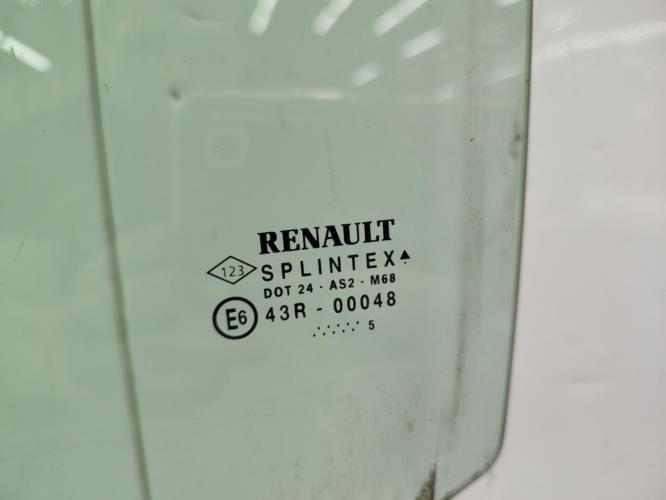 RENAULT
123 SPLINTEX
DOT 24 · AS2 · M68
E6 43R - 00048
5